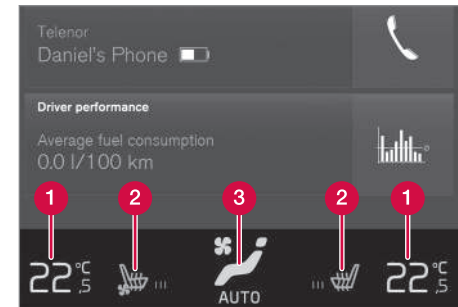 Telenor
Daniel's Phone
Driver performance
Average fuel consumption
0.0 l/100 km
1 2 3 2 1
22 °C ,5 22 °C ,5
AUTO